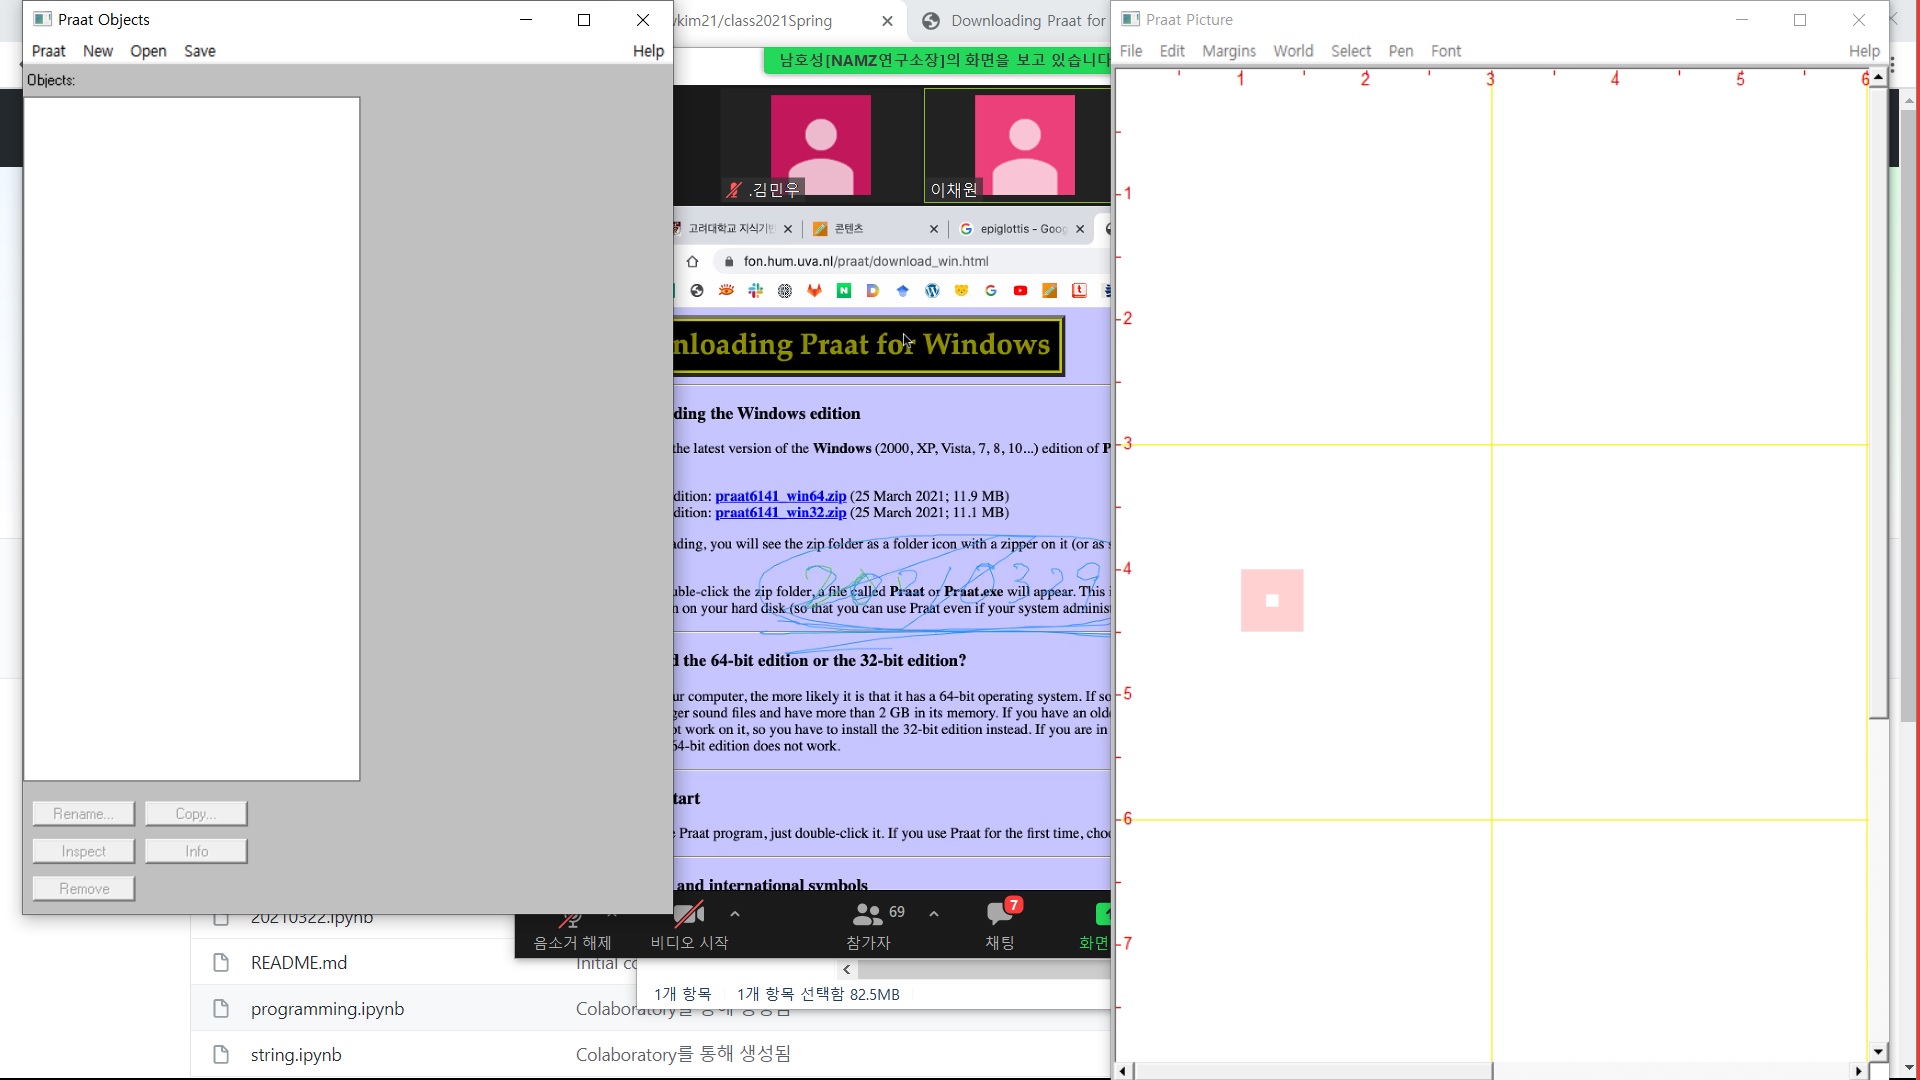 Praat Objects
Praat New Open Save Help
Objects:
Rename... Copy...
Inspect Info
Remove
kim21/class2021Spring
Downloading Praat for
남호성[NAMZ연구소장]의 화면을 보고 있습니다
.김민우
이채원
고려대학교 지식기반
콘텐츠
epiglottis - Goog
fon.hum.uva.nl/praat/download_win.html
nloading Praat for Windows
ding the Windows edition
the latest version of the Windows (2000, XP, Vista, 7, 8, 10...) edition of P
dition: praat6141_win64.zip (25 March 2021; 11.9 MB)
dition: praat6141_win32.zip (25 March 2021; 11.1 MB)
ading, you will see the zip folder as a folder icon with a zipper on it (or as s
20210329
uble-click the zip folder, a file called Praat or Praat.exe will appear. This i
n on your hard disk (so that you can use Praat even if your system adminis
d the 64-bit edition or the 32-bit edition?
ur computer, the more likely it is that it has a 64-bit operating system. If so
ger sound files and have more than 2 GB in its memory. If you have an olde
ot work on it, so you have to install the 32-bit edition instead. If you are in
64-bit edition does not work.
tart
Praat program, just double-click it. If you use Praat for the first time, choo
and international symbols
69
7
음소거 해제 비디오 시작 참가자 채팅 화면
1개 항목 1개 항목 선택함 82.5MB
20210322.ipynb
README.md Initial co
programming.ipynb Colaboratory를 통해 생성됨
string.ipynb Colaboratory를 통해 생성됨
Praat Picture
File Edit Margins World Select Pen Font Help
1 2 3 4 5 6
1
2
3
4
5
6
7